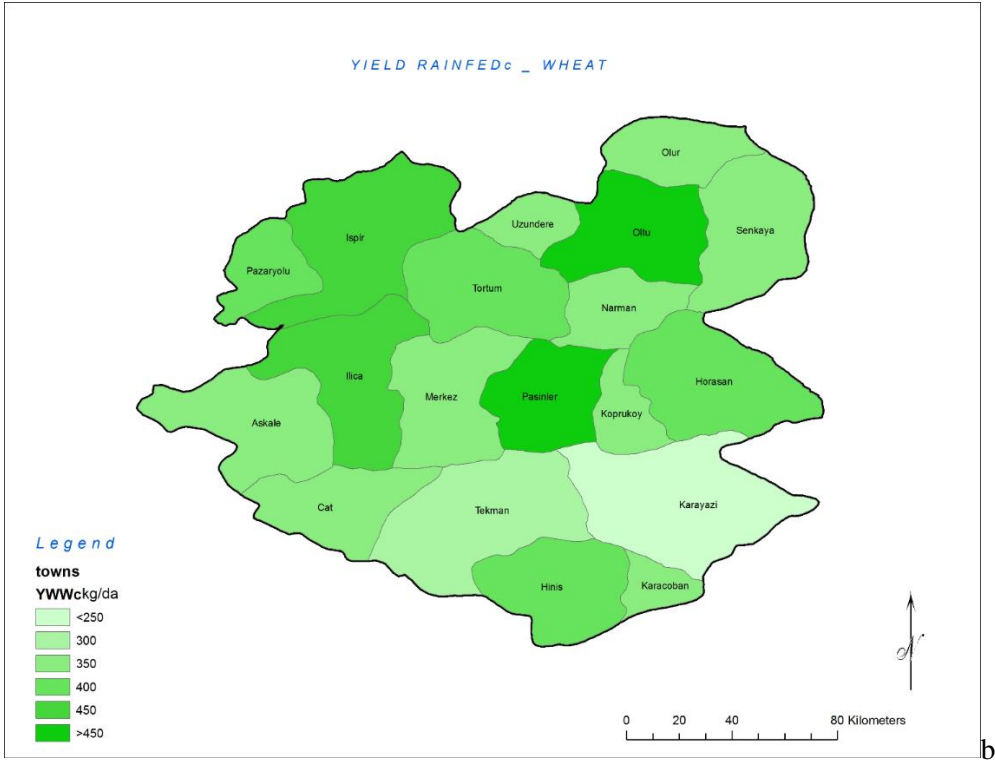 YIELD RAINFEDc _ WHEAT
Olur
Uzundere
Oltu
Senkaya
Ispir
Pazaryolu
Tortum
Narman
Ilica
Merkez
Pasinler
Koprukoy
Horasan
Askale
Cat
Tekman
Karayazi
Hinis
Karacoban
Legend
towns
YWWckg/da
<250
300
350
400
450
>450
N
0 20 40 80 Kilometers
b